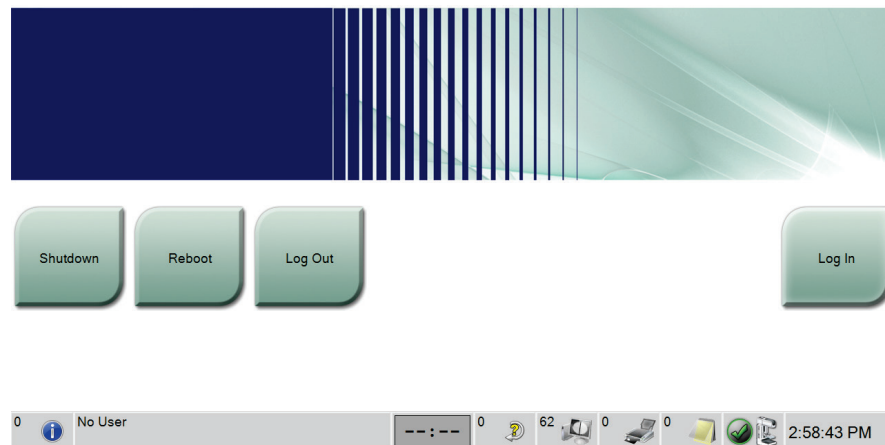 Shutdown
Reboot
Log Out
Log In
0
No User
--:--
0
62
0
0
2:58:43 PM